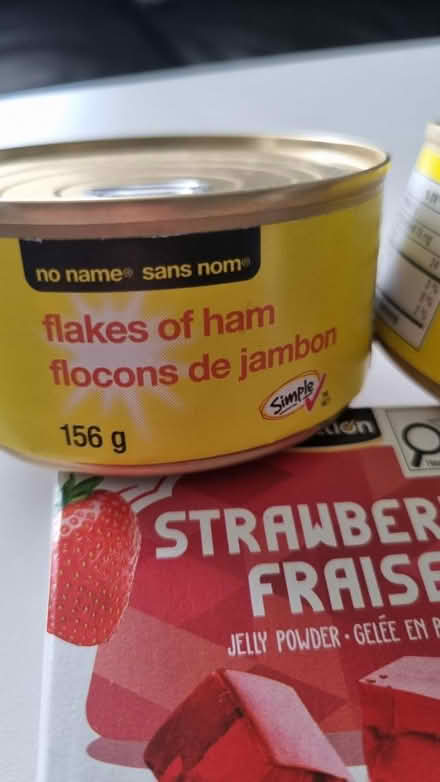 no name® sans nom®
flakes of ham
flocons de jambon
Simple
156 g
STRAWBER
FRAISE
JELLY POWDER · GELÉE EN